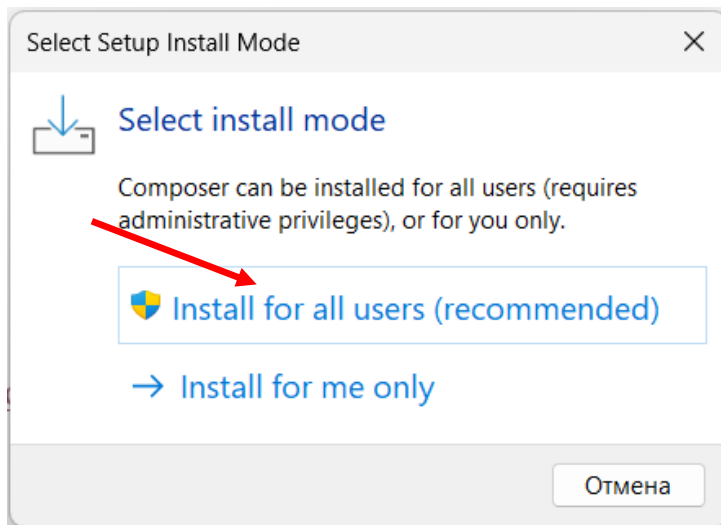 Select Setup Install Mode
Select install mode
Composer can be installed for all users (requires
administrative privileges), or for you only.
Install for all users (recommended)
Install for me only
Отмена